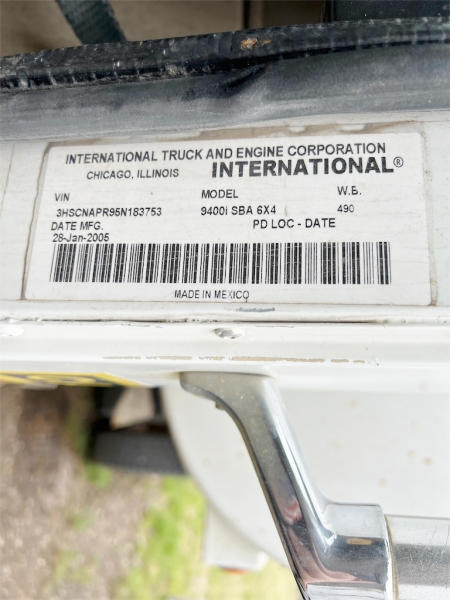 INTERNATIONAL TRUCK AND ENGINE CORPORATION
CHICAGO, ILLINOIS INTERNATIONAL®
VIN MODEL W.B.
3HSCNAPR95N183753 9400i SBA 6X4 490
DATE MFG. PD LOC - DATE
28-Jan-2005
MADE IN MEXICO